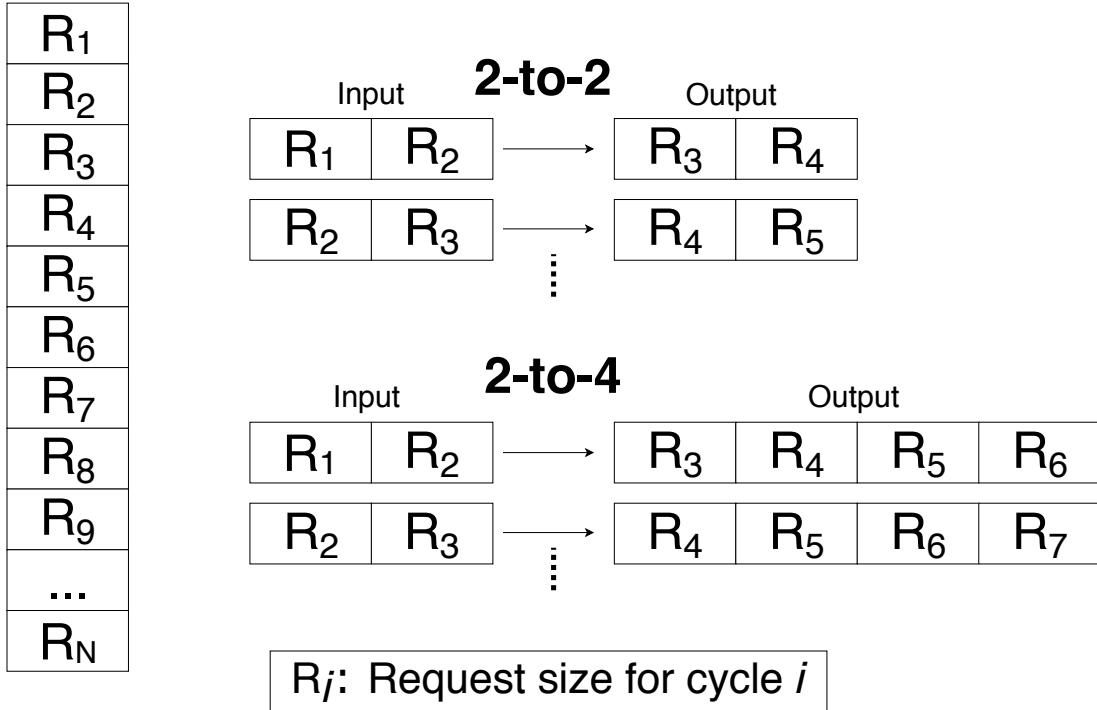 R1
R2
R3
R4
R5
R6
R7
R8
R9
...
RN
2-to-2
Input Output
R1 R2 R3 R4
R2 R3 R4 R5
2-to-4
Input Output
R1 R2 R3 R4 R5 R6
R2 R3 R4 R5 R6 R7
Ri: Request size for cycle i